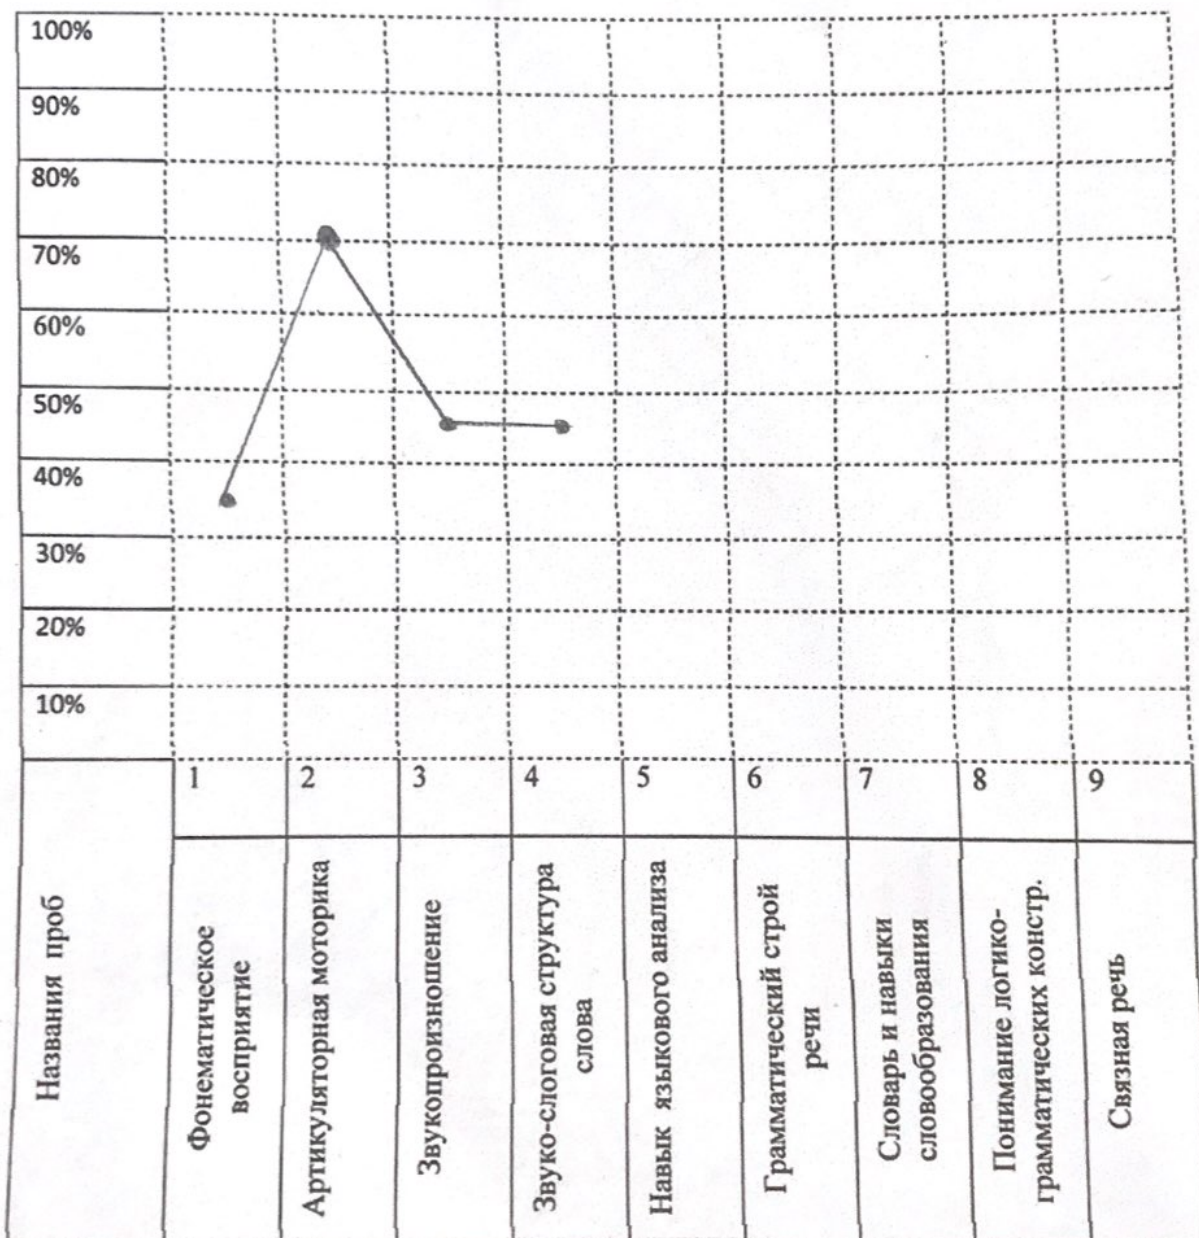 100%
90%
80%
70%
60%
50%
40%
30%
20%
10%
1 2 3 4 5 6 7 8 9
Названия проб
Фонематическое
восприятие
Артикуляторная моторика
Звукопроизношение
Звуко-слоговая структура
слова
Навык языкового анализа
Грамматический строй
речи
Словарь и навыки
словообразования
Понимание логико-
грамматических констр.
Связная речь